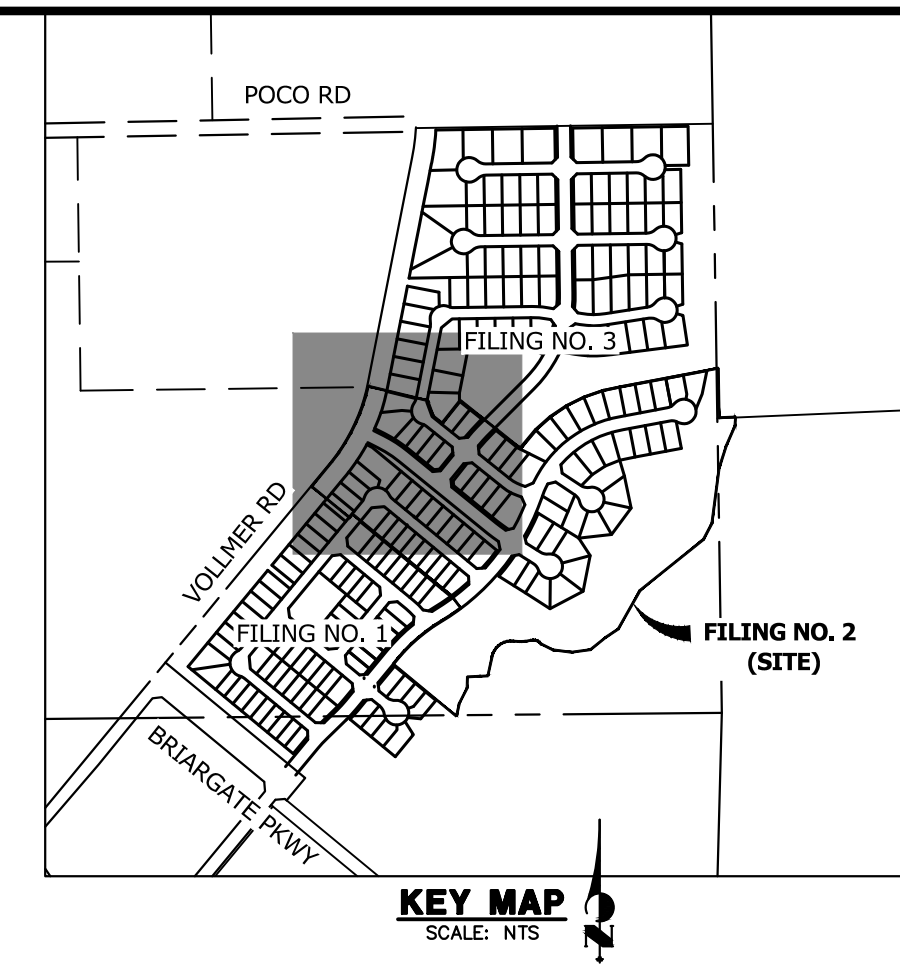 POCO RD
FILING NO. 3
VOLLMER RD
FILING NO. 1
FILING NO. 2
(SITE)
BRIARGATE PKWY
KEY MAP
SCALE: NTS
N